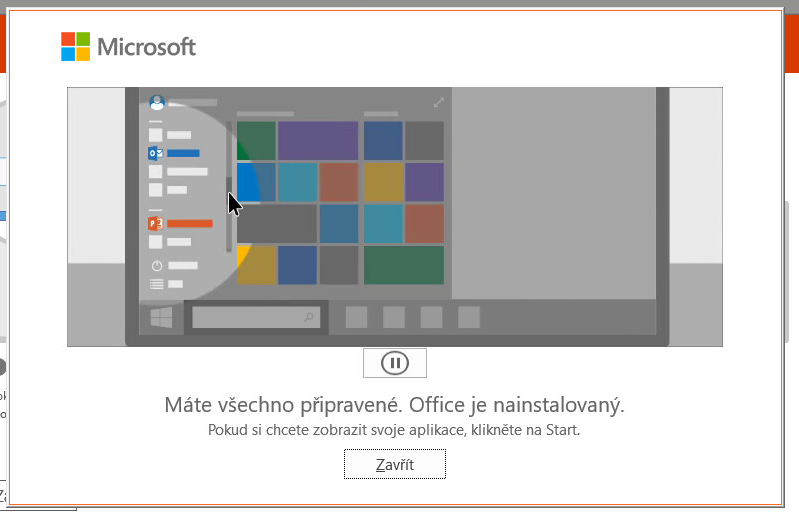 Microsoft
Máte všechno připravené. Office je nainstalovaný.
Pokud si chcete zobrazit svoje aplikace, klikněte na Start.
Zavřít